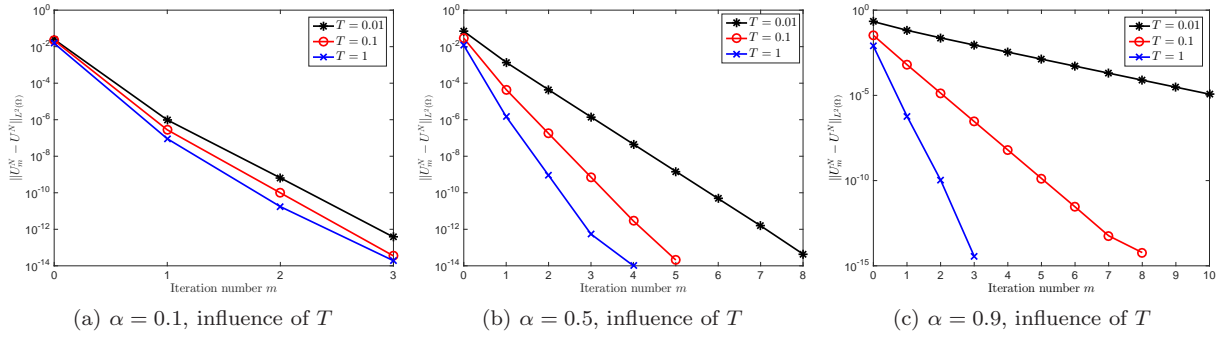 10^0
10^-2
10^-4
10^-6
10^-8
10^-10
10^-12
10^-14
||U_m^N − U^N||_{L^2(Ω)}
0 1 2 3
Iteration number m
T = 0.01
T = 0.1
T = 1
(a) α = 0.1, influence of T
10^0
10^-2
10^-4
10^-6
10^-8
10^-10
10^-12
10^-14
||U_m^N − U^N||_{L^2(Ω)}
0 1 2 3 4 5 6 7 8
Iteration number m
T = 0.01
T = 0.1
T = 1
(b) α = 0.5, influence of T
10^0
10^-5
10^-10
10^-15
||U_m^N − U^N||_{L^2(Ω)}
0 1 2 3 4 5 6 7 8 9 10
Iteration number m
T = 0.01
T = 0.1
T = 1
(c) α = 0.9, influence of T